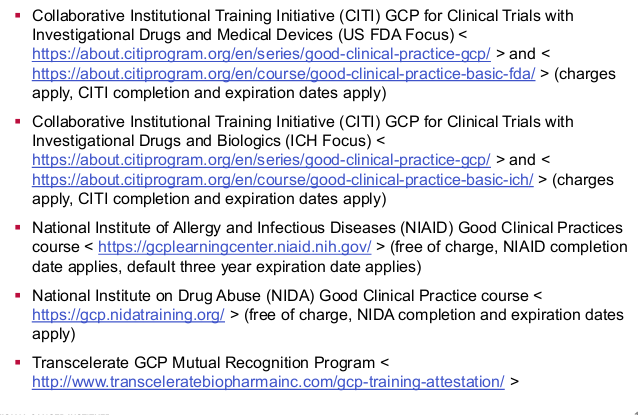 ▪ Collaborative Institutional Training Initiative (CITI) GCP for Clinical Trials with
Investigational Drugs and Medical Devices (US FDA Focus) <
https://about.citiprogram.org/en/series/good-clinical-practice-gcp/ > and <
https://about.citiprogram.org/en/course/good-clinical-practice-basic-fda/ > (charges
apply, CITI completion and expiration dates apply)
▪ Collaborative Institutional Training Initiative (CITI) GCP for Clinical Trials with
Investigational Drugs and Biologics (ICH Focus) <
https://about.citiprogram.org/en/series/good-clinical-practice-gcp/ > and <
https://about.citiprogram.org/en/course/good-clinical-practice-basic-ich/ > (charges
apply, CITI completion and expiration dates apply)
▪ National Institute of Allergy and Infectious Diseases (NIAID) Good Clinical Practices
course < https://gcplearningcenter.niaid.nih.gov/ > (free of charge, NIAID completion
date applies, default three year expiration date applies)
▪ National Institute on Drug Abuse (NIDA) Good Clinical Practice course <
https://gcp.nidatraining.org/ > (free of charge, NIDA completion and expiration dates
apply)
▪ Transcelerate GCP Mutual Recognition Program <
http://www.transceleratebiopharmainc.com/gcp-training-attestation/ >